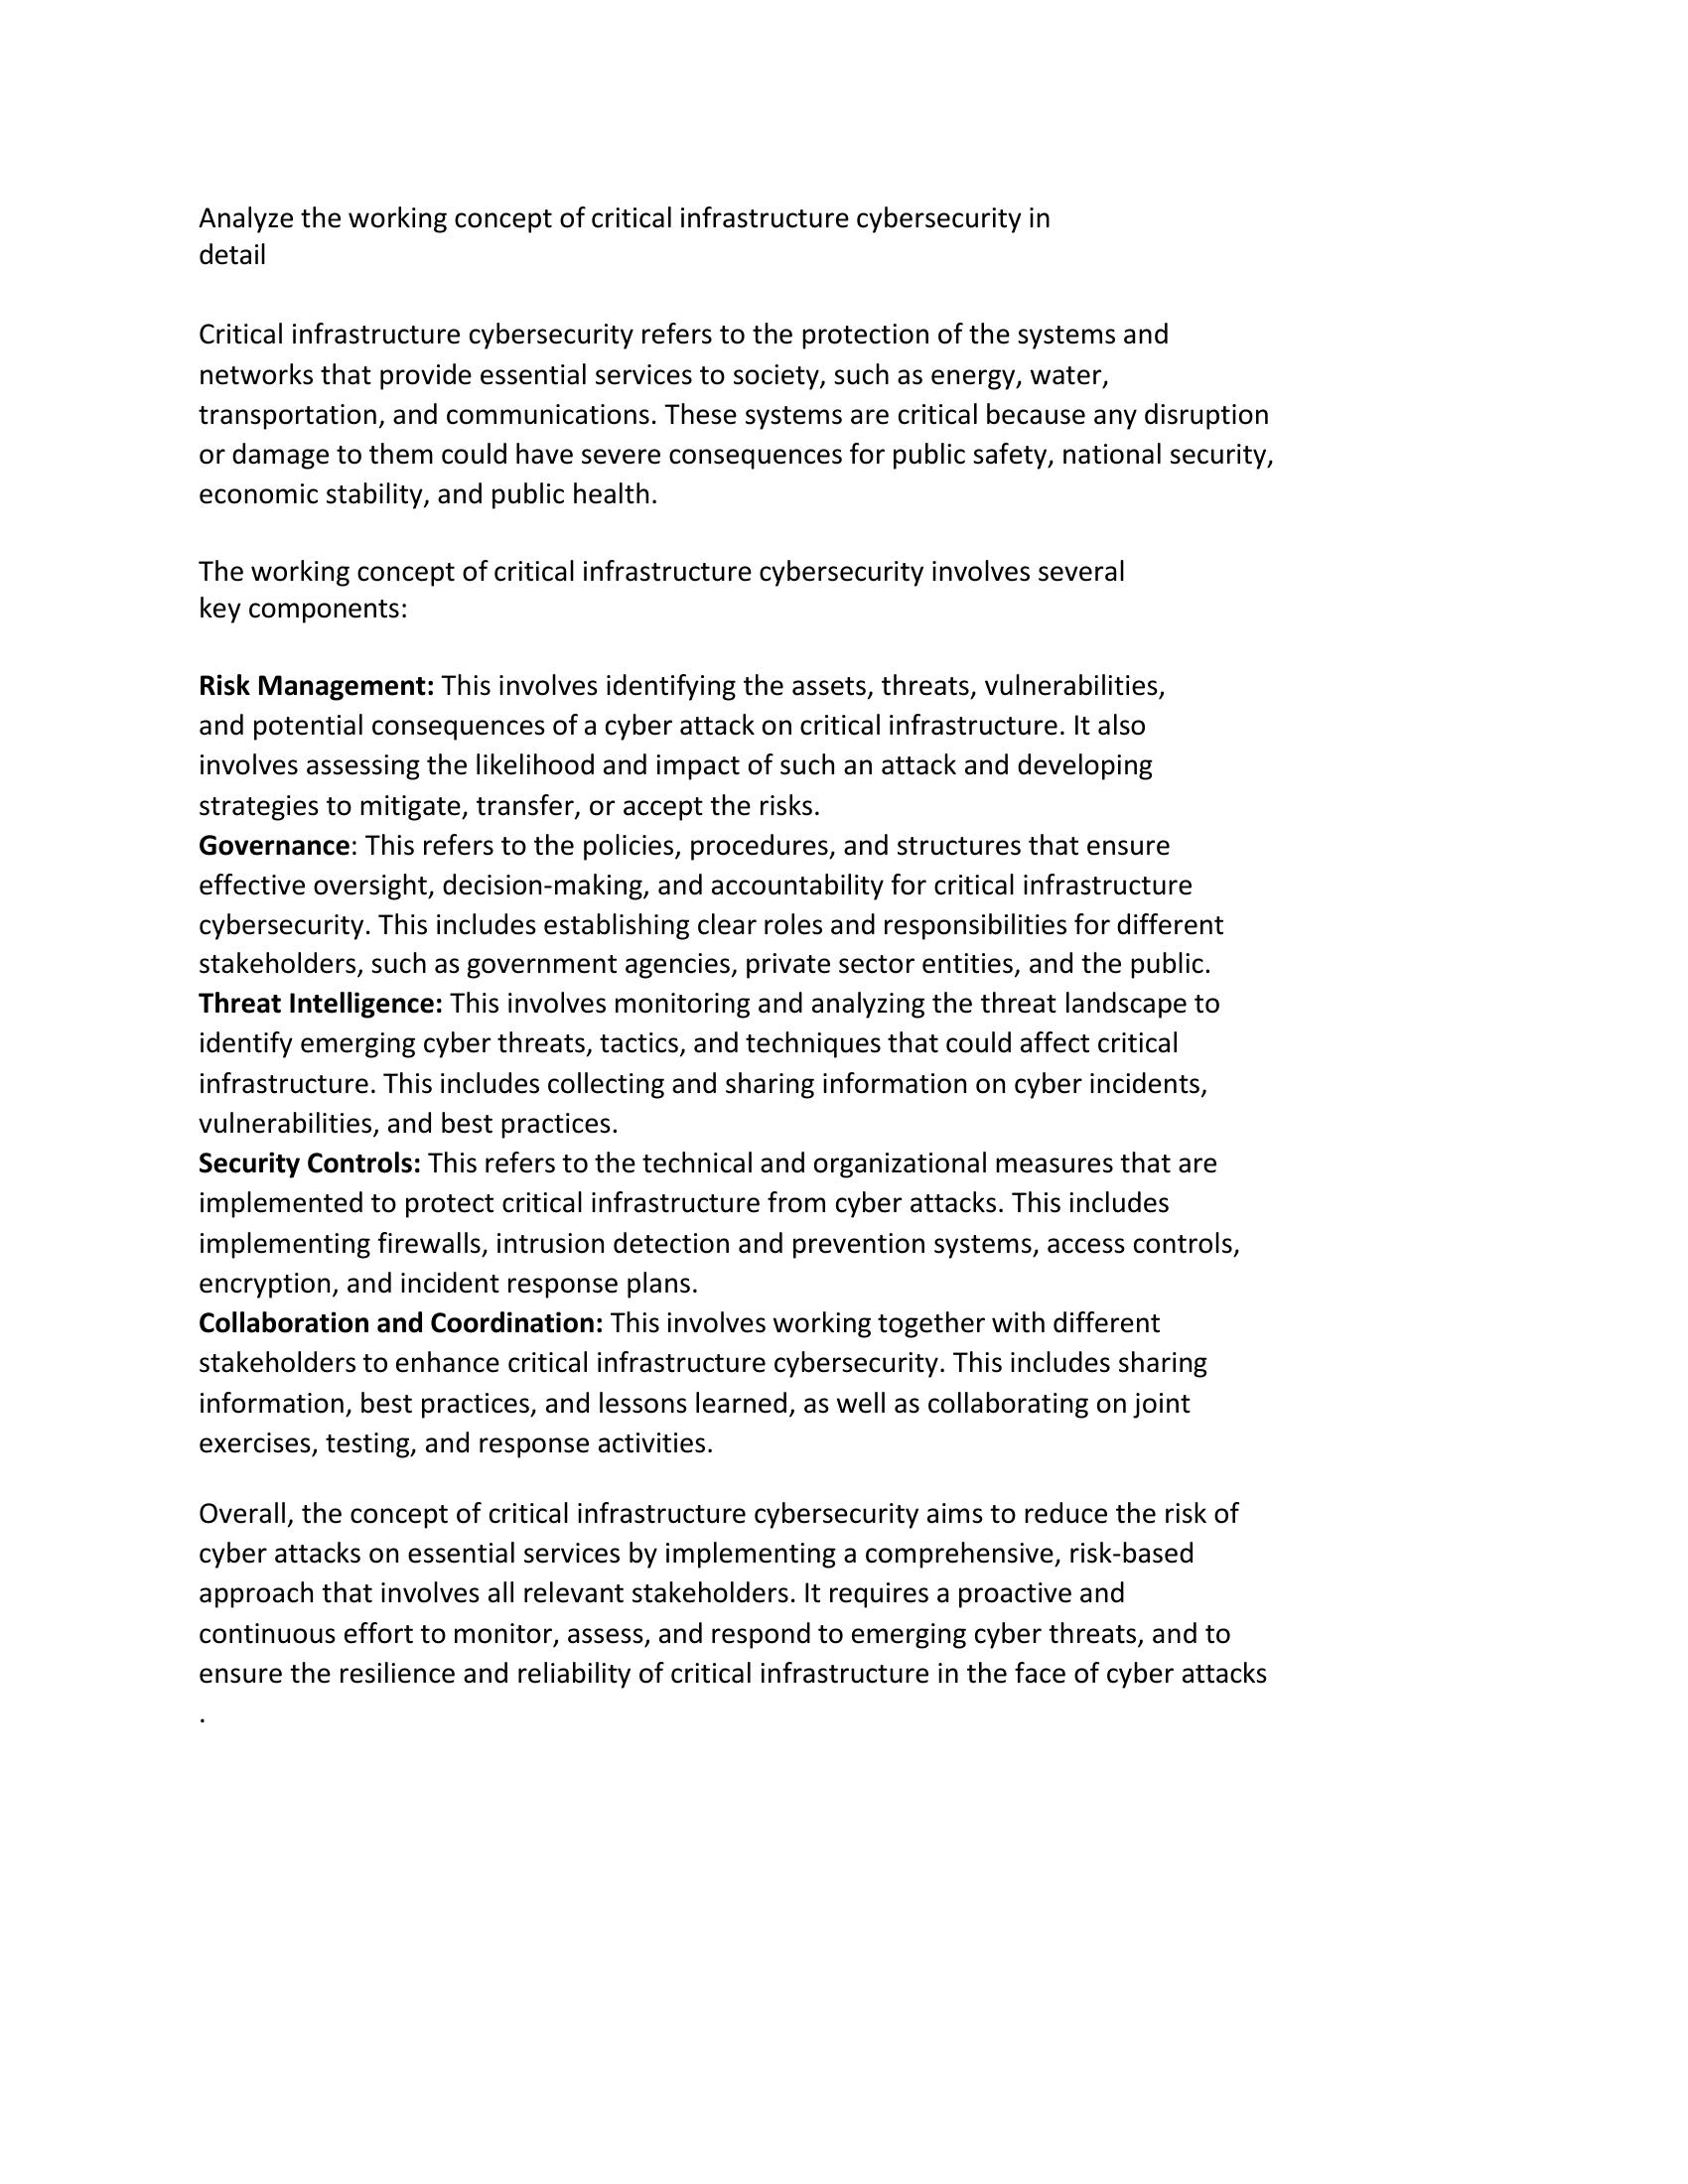 Analyze the working concept of critical infrastructure cybersecurity in
detail
Critical infrastructure cybersecurity refers to the protection of the systems and
networks that provide essential services to society, such as energy, water,
transportation, and communications. These systems are critical because any disruption
or damage to them could have severe consequences for public safety, national security,
economic stability, and public health.
The working concept of critical infrastructure cybersecurity involves several
key components:
Risk Management: This involves identifying the assets, threats, vulnerabilities,
and potential consequences of a cyber attack on critical infrastructure. It also
involves assessing the likelihood and impact of such an attack and developing
strategies to mitigate, transfer, or accept the risks.
Governance: This refers to the policies, procedures, and structures that ensure
effective oversight, decision-making, and accountability for critical infrastructure
cybersecurity. This includes establishing clear roles and responsibilities for different
stakeholders, such as government agencies, private sector entities, and the public.
Threat Intelligence: This involves monitoring and analyzing the threat landscape to
identify emerging cyber threats, tactics, and techniques that could affect critical
infrastructure. This includes collecting and sharing information on cyber incidents,
vulnerabilities, and best practices.
Security Controls: This refers to the technical and organizational measures that are
implemented to protect critical infrastructure from cyber attacks. This includes
implementing firewalls, intrusion detection and prevention systems, access controls,
encryption, and incident response plans.
Collaboration and Coordination: This involves working together with different
stakeholders to enhance critical infrastructure cybersecurity. This includes sharing
information, best practices, and lessons learned, as well as collaborating on joint
exercises, testing, and response activities.
Overall, the concept of critical infrastructure cybersecurity aims to reduce the risk of
cyber attacks on essential services by implementing a comprehensive, risk-based
approach that involves all relevant stakeholders. It requires a proactive and
continuous effort to monitor, assess, and respond to emerging cyber threats, and to
ensure the resilience and reliability of critical infrastructure in the face of cyber attacks
.